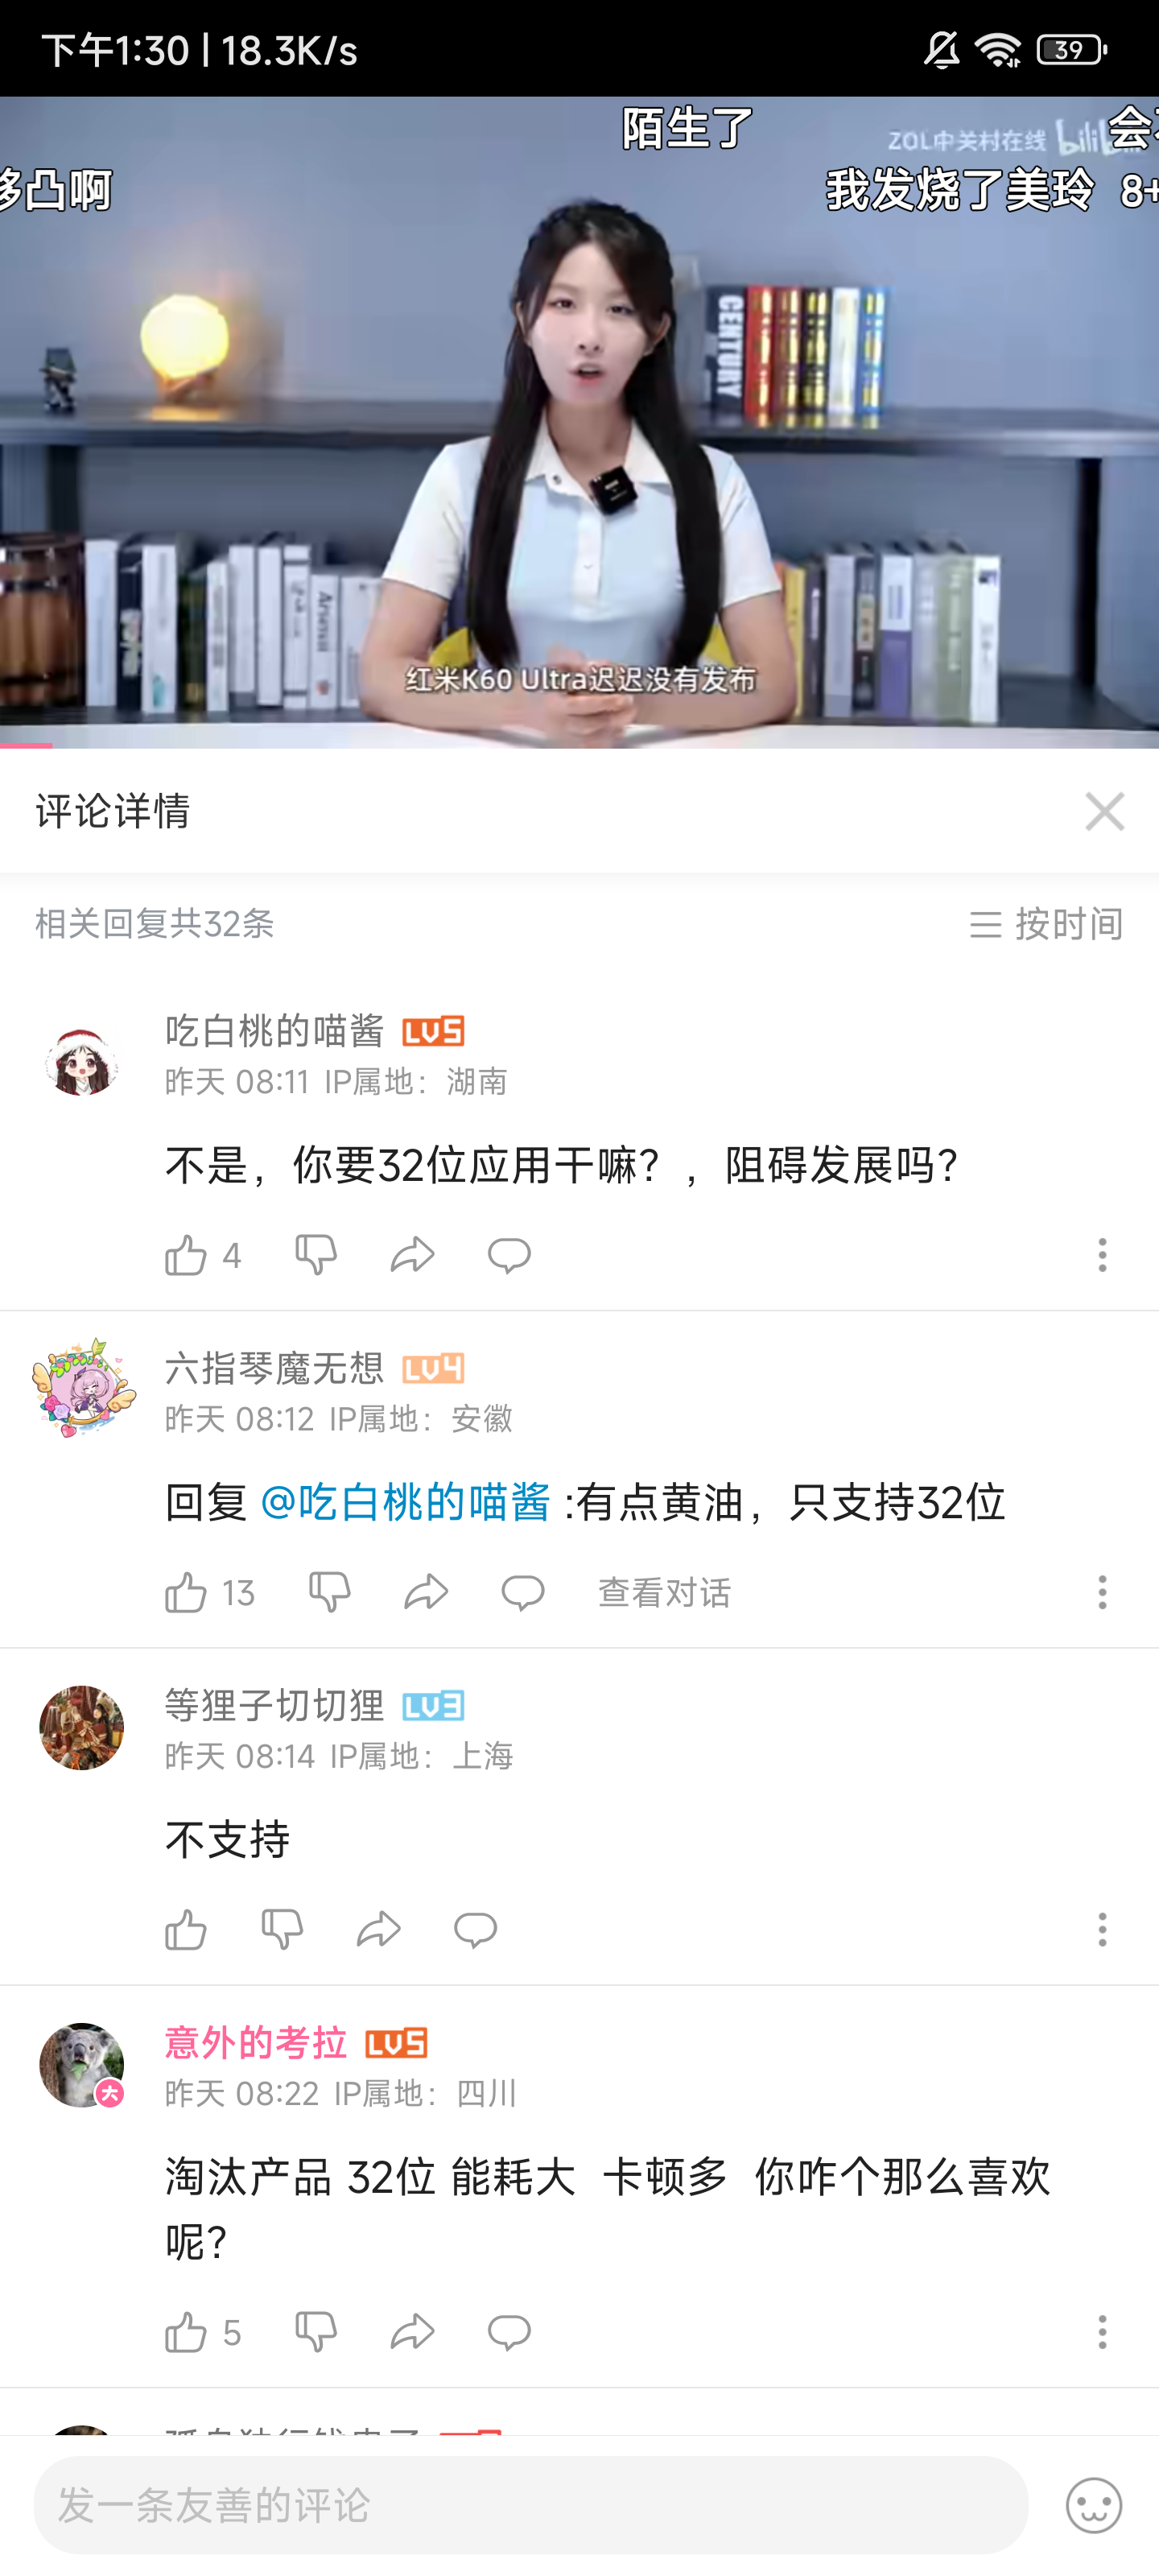 下午1:30 | 18.3K/s
39
陌生了
ZOL中关村在线 bilibili
凸啊
我发烧了美玲 8+
CENTURY
红米K60 Ultra迟迟没有发布
评论详情
相关回复共32条
按时间
吃白桃的喵酱 LV5
昨天 08:11 IP属地：湖南
不是，你要32位应用干嘛？，阻碍发展吗？
4
六指琴魔无想 LV4
昨天 08:12 IP属地：安徽
回复 @吃白桃的喵酱 :有点黄油，只支持32位
13 查看对话
等狸子切切狸 LV3
昨天 08:14 IP属地：上海
不支持
意外的考拉 LV5
大
昨天 08:22 IP属地：四川
淘汰产品 32位 能耗大 卡顿多 你咋个那么喜欢
呢？
5
发一条友善的评论